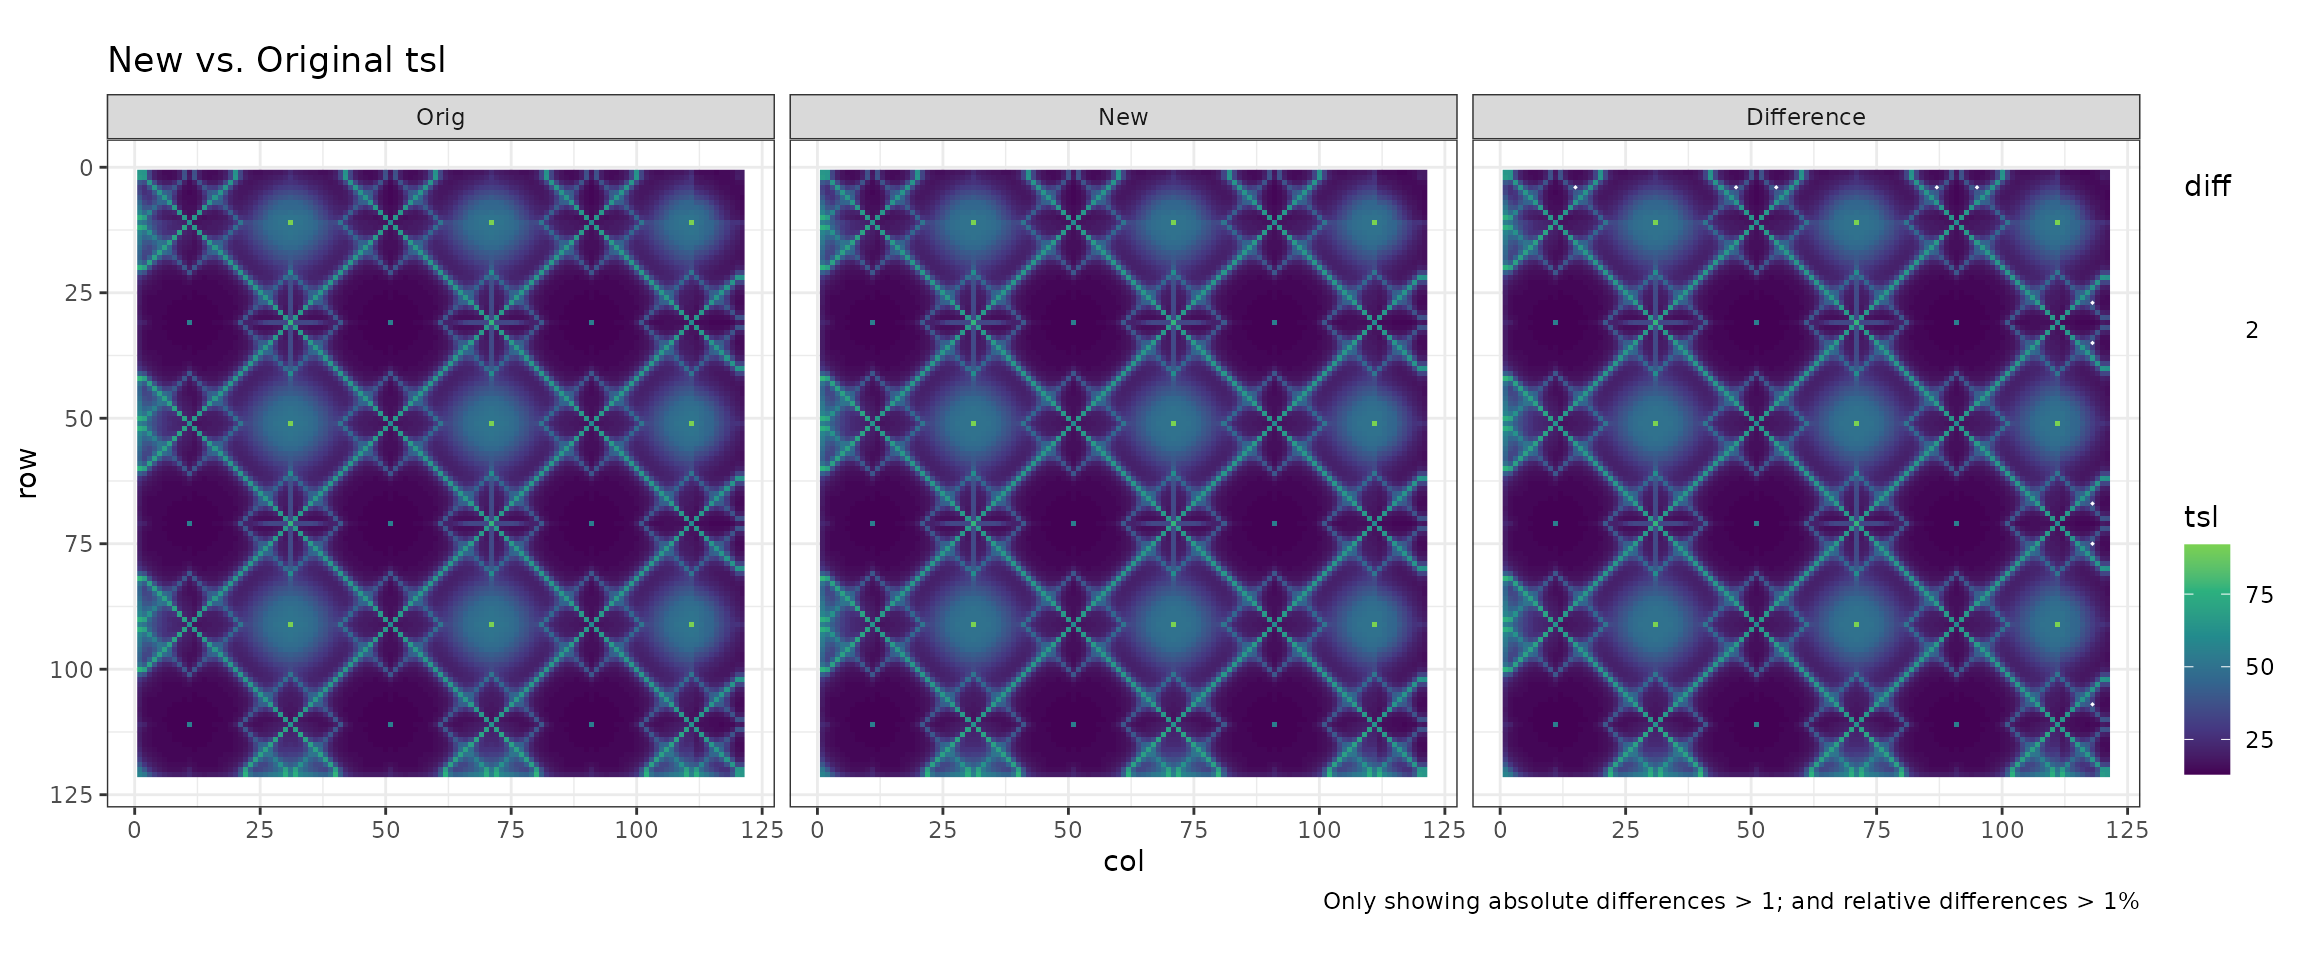 New vs. Original tsl
Orig
New
Difference
row
0
25
50
75
100
125
0 25 50 75 100 125
0 25 50 75 100 125
0 25 50 75 100 125
col
diff
2
tsl
75
50
25
Only showing absolute differences > 1; and relative differences > 1%